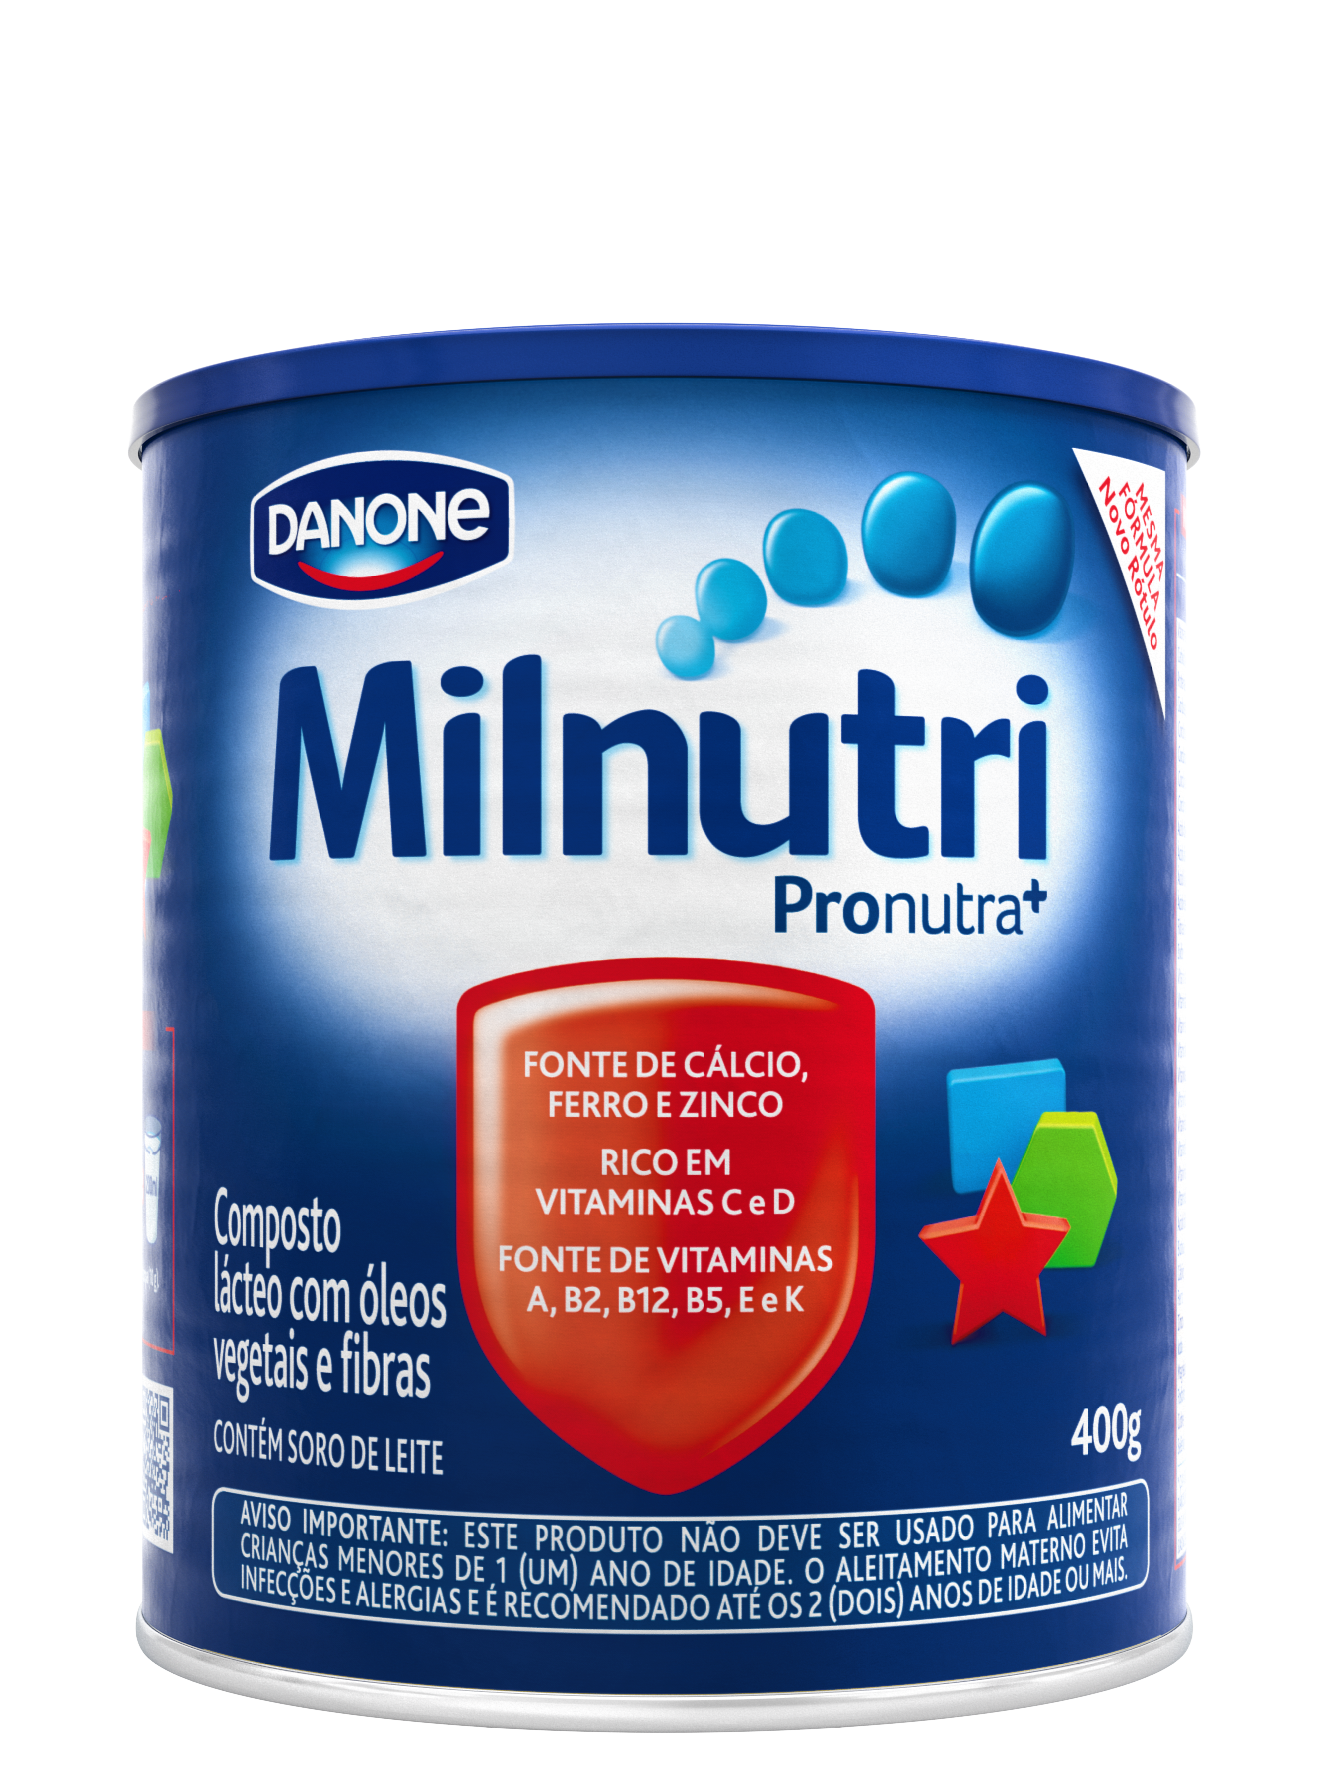 DANONE
MESMA
FÓRMULA
Novo Rótulo
Milnutri
Pronutra+
FONTE DE CÁLCIO,
FERRO E ZINCO
RICO EM
VITAMINAS C e D
FONTE DE VITAMINAS
A, B2, B12, B5, E e K
Composto
lácteo com óleos
vegetais e fibras
CONTÉM SORO DE LEITE
400g
AVISO IMPORTANTE: ESTE PRODUTO NÃO DEVE SER USADO PARA ALIMENTAR
CRIANÇAS MENORES DE 1 (UM) ANO DE IDADE. O ALEITAMENTO MATERNO EVITA
INFECÇÕES E ALERGIAS E É RECOMENDADO ATÉ OS 2 (DOIS) ANOS DE IDADE OU MAIS.